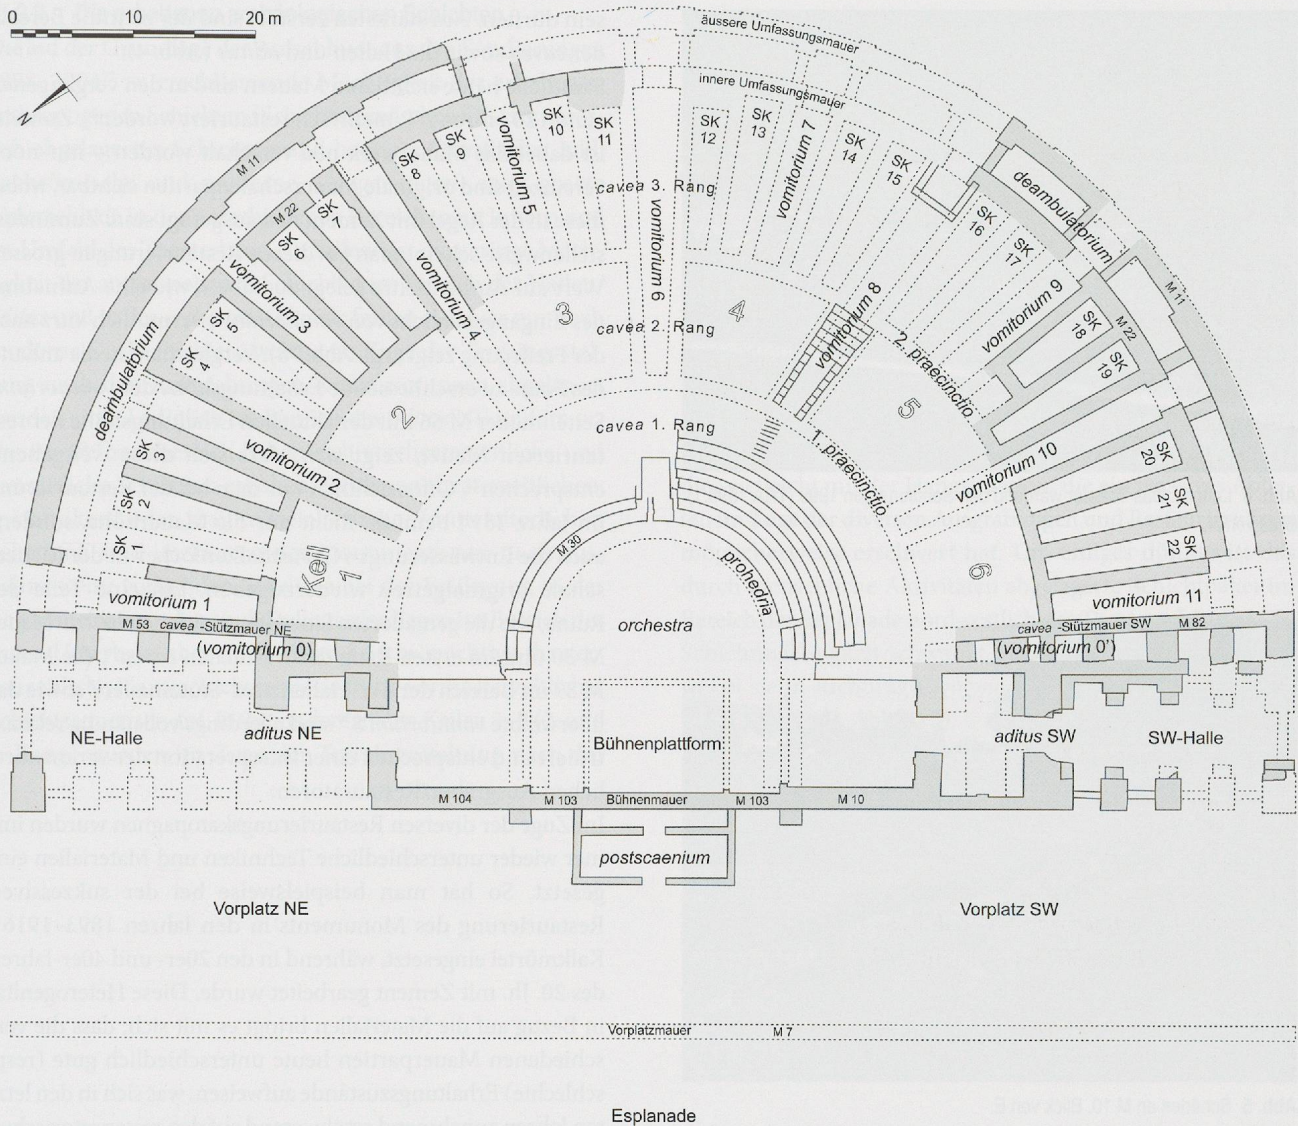 0 10 20 m
N
äussere Umfassungsmauer
innere Umfassungsmauer
M 11
M 22
SK
SK 6
SK 5
SK 4
SK 3
SK 2
SK 1
SK 8
SK 9
SK 10
SK 11
SK 12
SK 13
SK 14
SK 15
SK 16
SK 17
SK 18
SK 19
SK 20
SK 21
SK 22
vomitorium 5
vomitorium 7
cavea 3. Rang
vomitorium 6
deambulatorium
M 11
M 22
vomitorium 3
vomitorium 4
3
4
cavea 2. Rang
vomitorium 8
vomitorium 9
2. praecinctio
deambulatorium
2
5
cavea 1. Rang
1. praecinctio
vomitorium 2
vomitorium 10
Keil
1
6
M 30
prohedria
orchestra
vomitorium 1
M 53 cavea -Stützmauer NE
(vomitorium 0)
vomitorium 11
cavea -Stützmauer SW M 82
(vomitorium 0')
NE-Halle
aditus NE
Bühnenplattform
aditus SW
SW-Halle
M 104
M 103
Bühnenmauer
M 103
M 10
postscaenium
Vorplatz NE
Vorplatz SW
Vorplatzmauer M 7
Esplanade